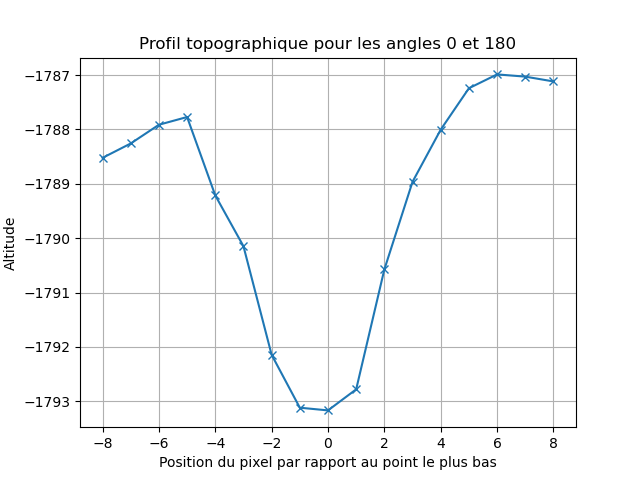 Profil topographique pour les angles 0 et 180
−1787
−1788
−1789
−1790
−1791
−1792
−1793
Altitude
−8 −6 −4 −2 0 2 4 6 8
Position du pixel par rapport au point le plus bas